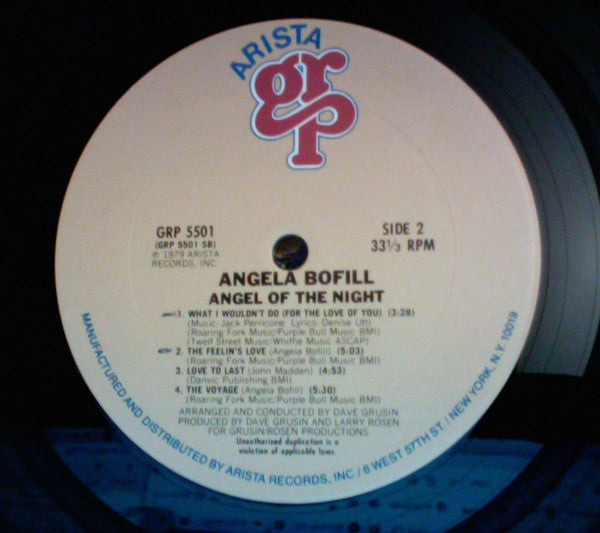 ARISTA
grp
GRP 5501
(GRP 5501 SB)
℗ 1979 ARISTA
RECORDS, INC.
SIDE 2
33⅓ RPM
ANGELA BOFILL
ANGEL OF THE NIGHT
1. WHAT I WOULDN'T DO (FOR THE LOVE OF YOU) (3:28)
(Music: Jack Perricone Lyrics: Denise Utt)
(Roaring Fork Music/Purple Bull Music BMI)
(Twelf Street Music/Whiffie Music ASCAP)
2. THE FEELIN'S LOVE (Angela Bofill) (5:03)
(Roaring Fork Music/Purple Bull Music BMI)
3. LOVE TO LAST (John Madden) (4:53)
(Danvic Publishing BMI)
4. THE VOYAGE (Angela Bofill) (5:30)
(Roaring Fork Music/Purple Bull Music BMI)
ARRANGED AND CONDUCTED BY DAVE GRUSIN
PRODUCED BY DAVE GRUSIN AND LARRY ROSEN
FOR GRUSIN/ROSEN PRODUCTIONS
Unauthorized duplication is a
violation of applicable laws.
MANUFACTURED AND DISTRIBUTED BY ARISTA RECORDS, INC. / 6 WEST 57TH ST. / NEW YORK, N.Y. 10019